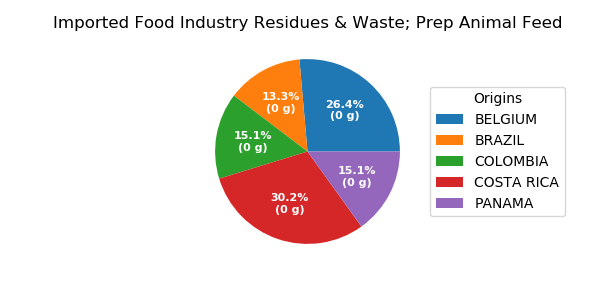 Imported Food Industry Residues & Waste; Prep Animal Feed
26.4%
(0 g)
13.3%
(0 g)
15.1%
(0 g)
30.2%
(0 g)
15.1%
(0 g)
Origins
BELGIUM
BRAZIL
COLOMBIA
COSTA RICA
PANAMA